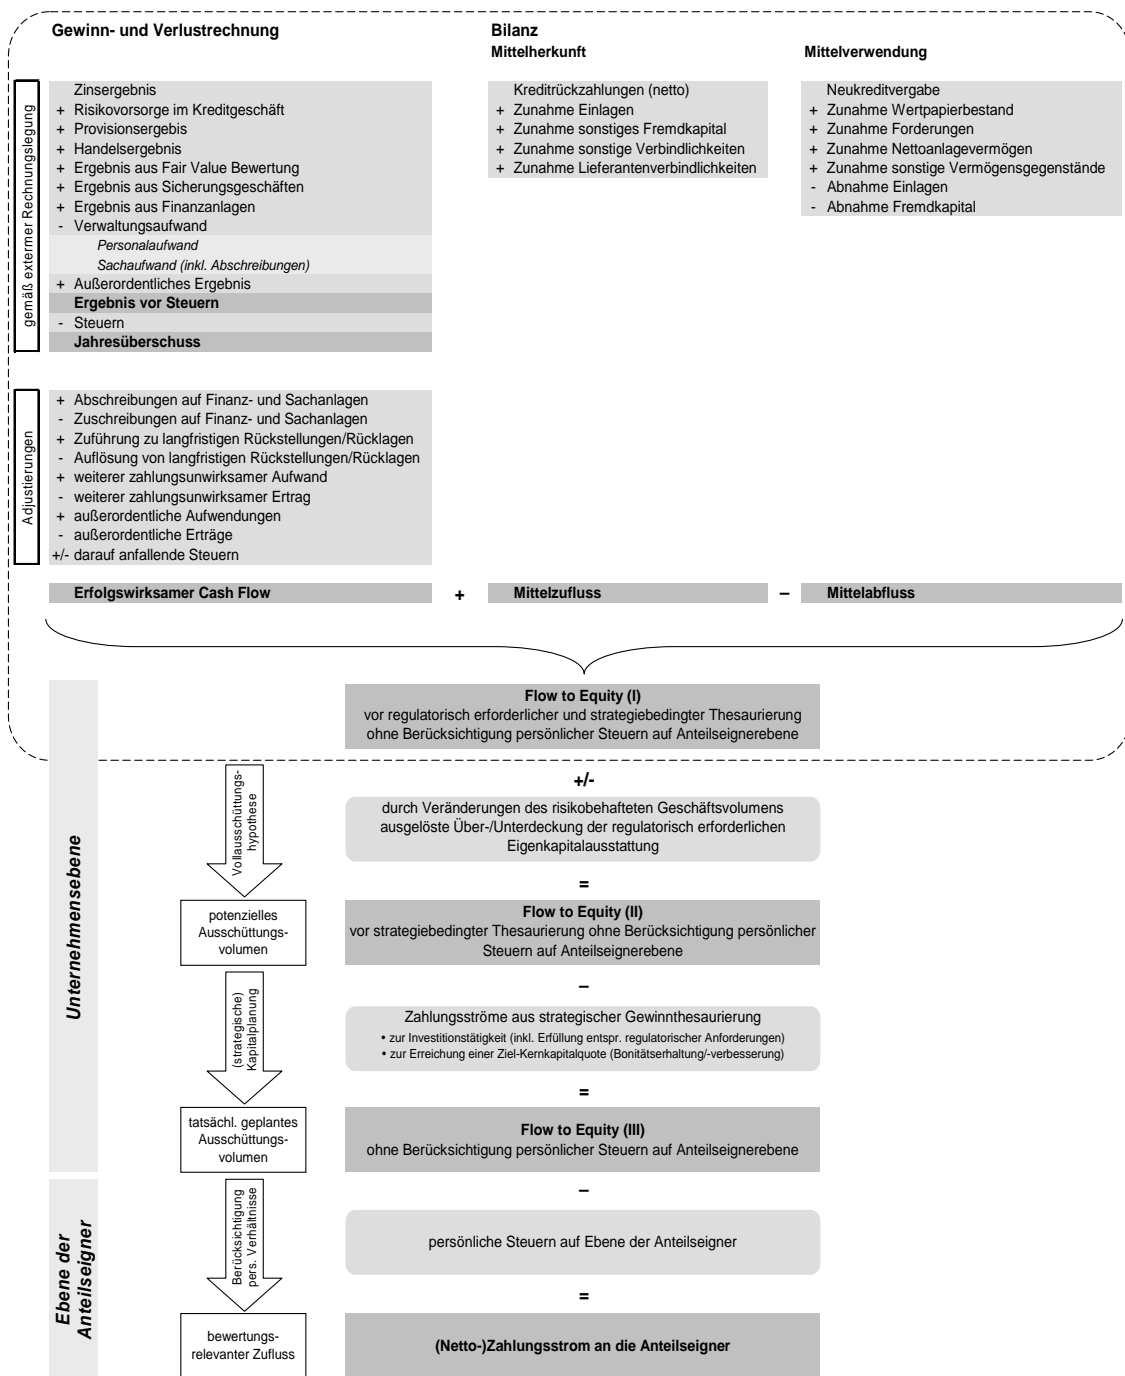 Gewinn- und Verlustrechnung
Bilanz
Mittelherkunft
Mittelverwendung
gemäß extermer Rechnungslegung
Zinsergebnis
+ Risikovorsorge im Kreditgeschäft
+ Provisionsergebis
+ Handelsergebnis
+ Ergebnis aus Fair Value Bewertung
+ Ergebnis aus Sicherungsgeschäften
+ Ergebnis aus Finanzanlagen
- Verwaltungsaufwand
Personalaufwand
Sachaufwand (inkl. Abschreibungen)
+ Außerordentliches Ergebnis
Ergebnis vor Steuern
- Steuern
Jahresüberschuss
Kreditrückzahlungen (netto)
+ Zunahme Einlagen
+ Zunahme sonstiges Fremdkapital
+ Zunahme sonstige Verbindlichkeiten
+ Zunahme Lieferantenverbindlichkeiten
Neukreditvergabe
+ Zunahme Wertpapierbestand
+ Zunahme Forderungen
+ Zunahme Nettoanlagevermögen
+ Zunahme sonstige Vermögensgegenstände
- Abnahme Einlagen
- Abnahme Fremdkapital
Adjustierungen
+ Abschreibungen auf Finanz- und Sachanlagen
- Zuschreibungen auf Finanz- und Sachanlagen
+ Zuführung zu langfristigen Rückstellungen/Rücklagen
- Auflösung von langfristigen Rückstellungen/Rücklagen
+ weiterer zahlungsunwirksamer Aufwand
- weiterer zahlungsunwirksamer Ertrag
+ außerordentliche Aufwendungen
- außerordentliche Erträge
+/- darauf anfallende Steuern
Erfolgswirksamer Cash Flow + Mittelzufluss – Mittelabfluss
Unternehmensebene
Flow to Equity (I)
vor regulatorisch erforderlicher und strategiebedingter Thesaurierung
ohne Berücksichtigung persönlicher Steuern auf Anteilseignerebene
Vollausschüttungs-
hypothese
+/-
durch Veränderungen des risikobehafteten Geschäftsvolumens
ausgelöste Über-/Unterdeckung der regulatorisch erforderlichen
Eigenkapitalausstattung
=
potenzielles
Ausschüttungs-
volumen
Flow to Equity (II)
vor strategiebedingter Thesaurierung ohne Berücksichtigung persönlicher
Steuern auf Anteilseignerebene
(strategische)
Kapitalplanung
–
Zahlungsströme aus strategischer Gewinnthesaurierung
• zur Investitionstätigkeit (inkl. Erfüllung entspr. regulatorischer Anforderungen)
• zur Erreichung einer Ziel-Kernkapitalquote (Bonitätserhaltung/-verbesserung)
=
tatsächl. geplantes
Ausschüttungs-
volumen
Flow to Equity (III)
ohne Berücksichtigung persönlicher Steuern auf Anteilseignerebene
Ebene der
Anteilseigner
Berücksichtigung
pers. Verhältnisse
–
persönliche Steuern auf Ebene der Anteilseigner
=
bewertungs-
relevanter Zufluss
(Netto-)Zahlungsstrom an die Anteilseigner